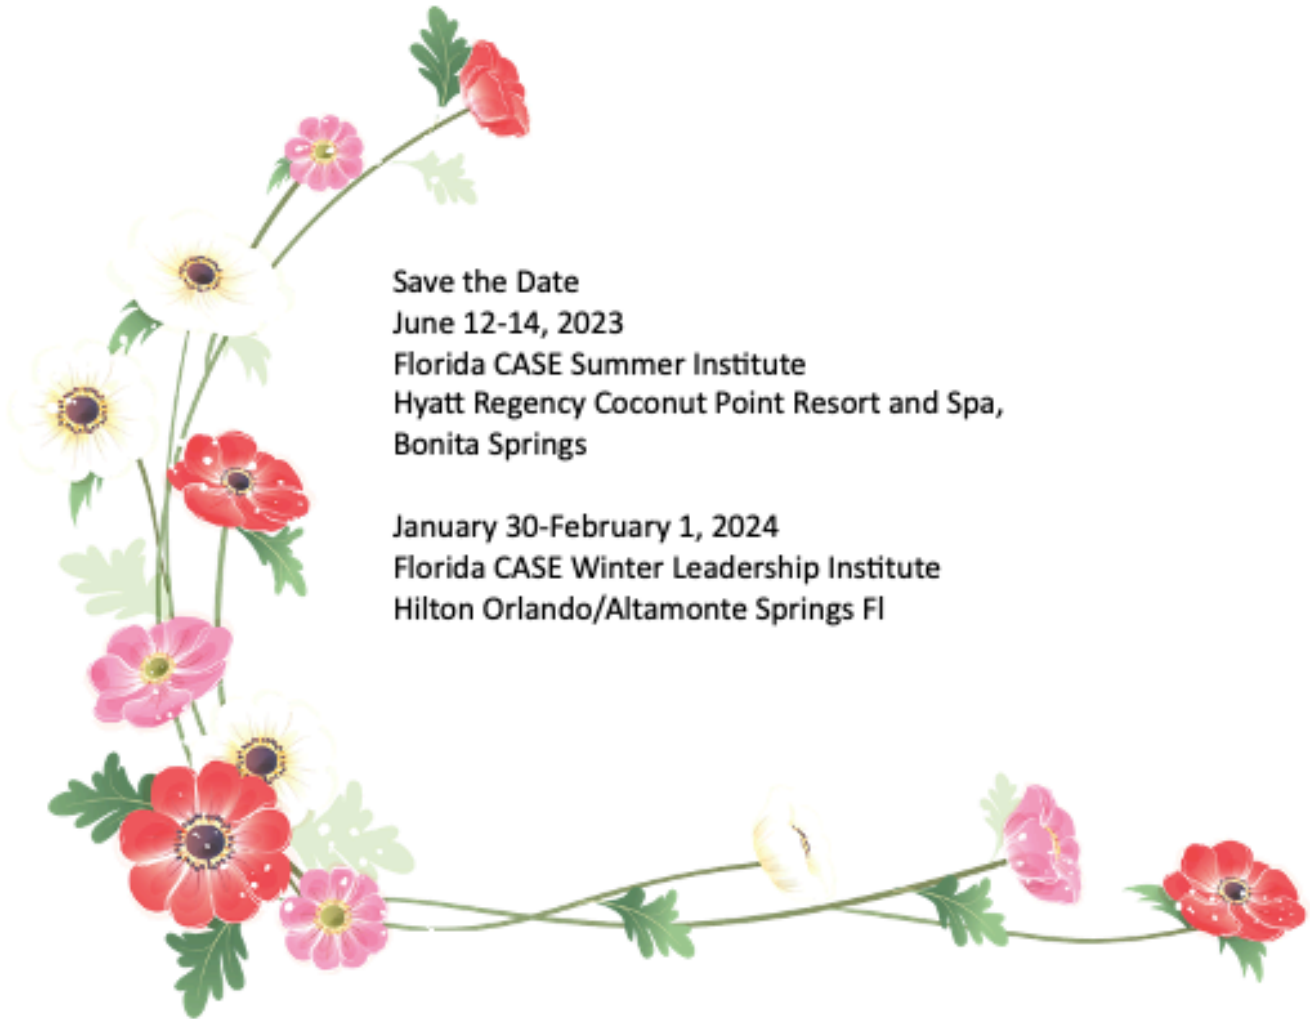 Save the Date
June 12-14, 2023
Florida CASE Summer Institute
Hyatt Regency Coconut Point Resort and Spa,
Bonita Springs
January 30-February 1, 2024
Florida CASE Winter Leadership Institute
Hilton Orlando/Altamonte Springs Fl